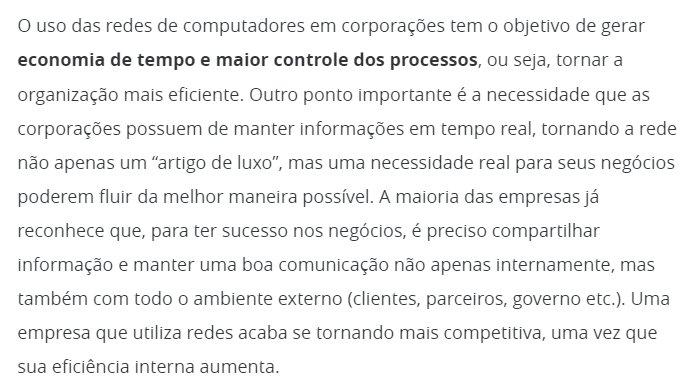 O uso das redes de computadores em corporações tem o objetivo de gerar
economia de tempo e maior controle dos processos, ou seja, tornar a
organização mais eficiente. Outro ponto importante é a necessidade que as
corporações possuem de manter informações em tempo real, tornando a rede
não apenas um “artigo de luxo”, mas uma necessidade real para seus negócios
poderem fluir da melhor maneira possível. A maioria das empresas já
reconhece que, para ter sucesso nos negócios, é preciso compartilhar
informação e manter uma boa comunicação não apenas internamente, mas
também com todo o ambiente externo (clientes, parceiros, governo etc.). Uma
empresa que utiliza redes acaba se tornando mais competitiva, uma vez que
sua eficiência interna aumenta.